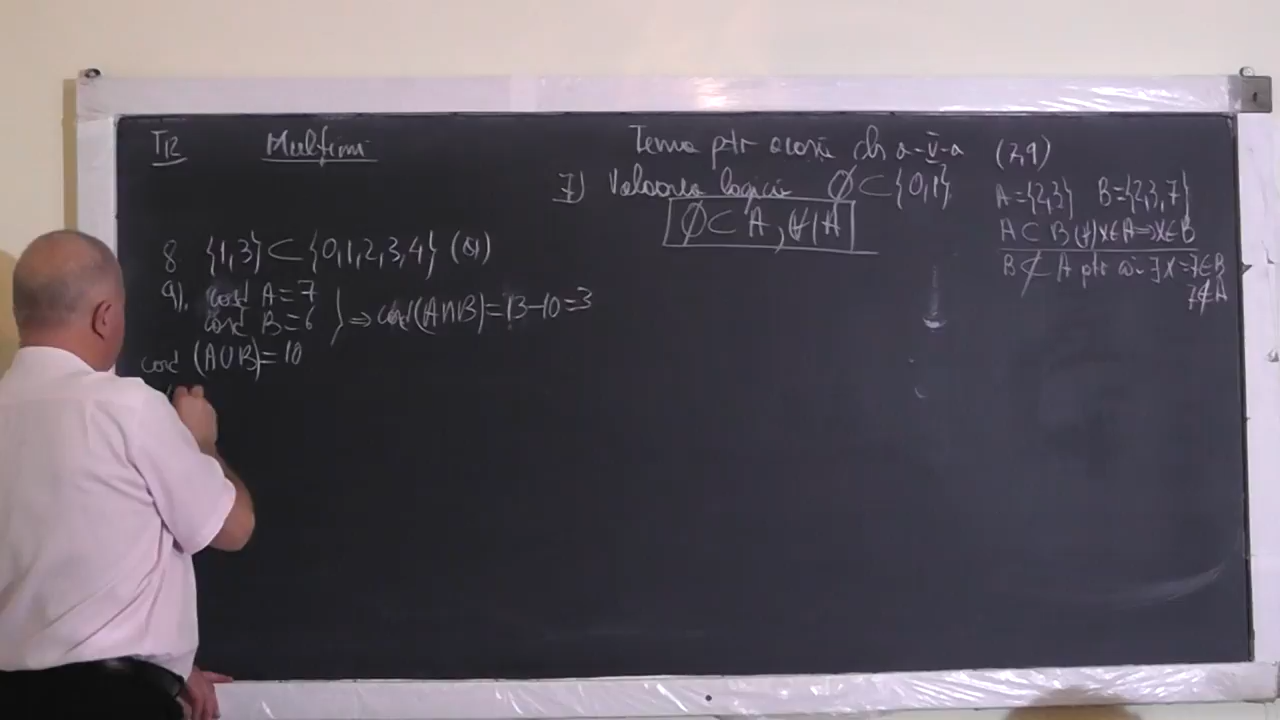 T12 Mulțimi
Tema ptr acasă cls a-V-a (2,9)
7) Valoarea logică ∅ ⊂ {0,1}
∅ ⊂ A, (∀) A
A={2,3} B={2,3,7}
A ⊂ B (∀) x∈A ⇒ x∈B
B ⊄ A ptr că ∃ x=7∈B
7∉A
8 {1,3} ⊂ {0,1,2,3,4} (A)
9). card A=7
card B=6 } ⇒ card (A∩B)=13-10=3
card (A∪B)=10